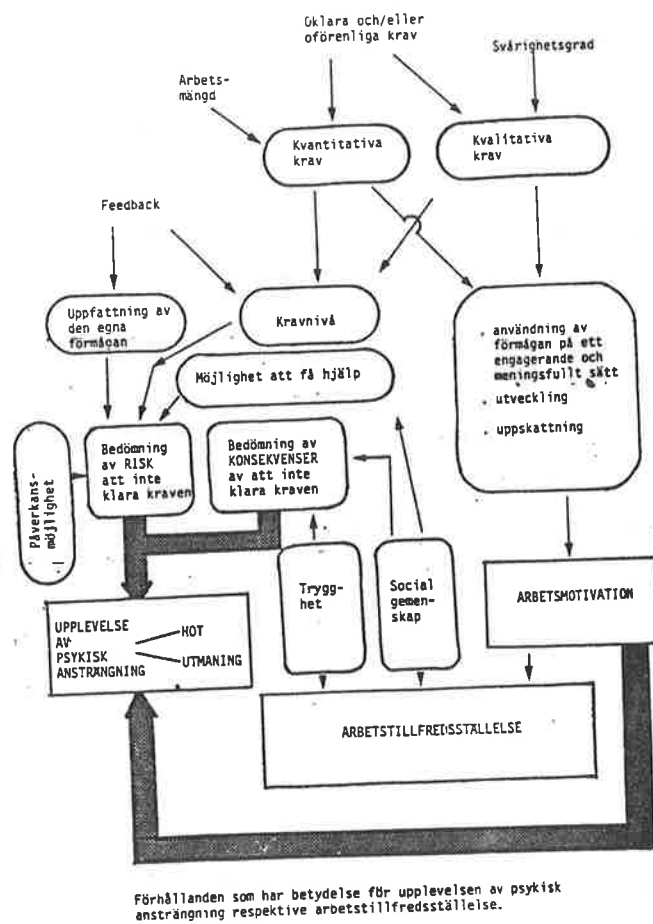 Oklara och/eller
oförenliga krav
Svårighetsgrad
Arbets-
mängd
Kvantitativa
krav
Kvalitativa
krav
Feedback
Uppfattning av
den egna
förmågan
Kravnivå
Möjlighet att få hjälp
. användning av
förmågan på ett
engagerande och
meningsfullt sätt
. utveckling
. uppskattning
Påverkans-
möjlighet
Bedömning
av RISK
att inte
klara kraven
Bedömning av
KONSEKVENSER
av att inte
klara kraven
Trygg-
het
Social
gemen-
skap
ARBETSMOTIVATION
UPPLEVELSE
AV
PSYKISK
ANSTRÄNGNING
HOT
UTMANING
ARBETSTILLFREDSSTÄLLELSE
Förhållanden som har betydelse för upplevelsen av psykisk
ansträngning respektive arbetstillfredsställelse.